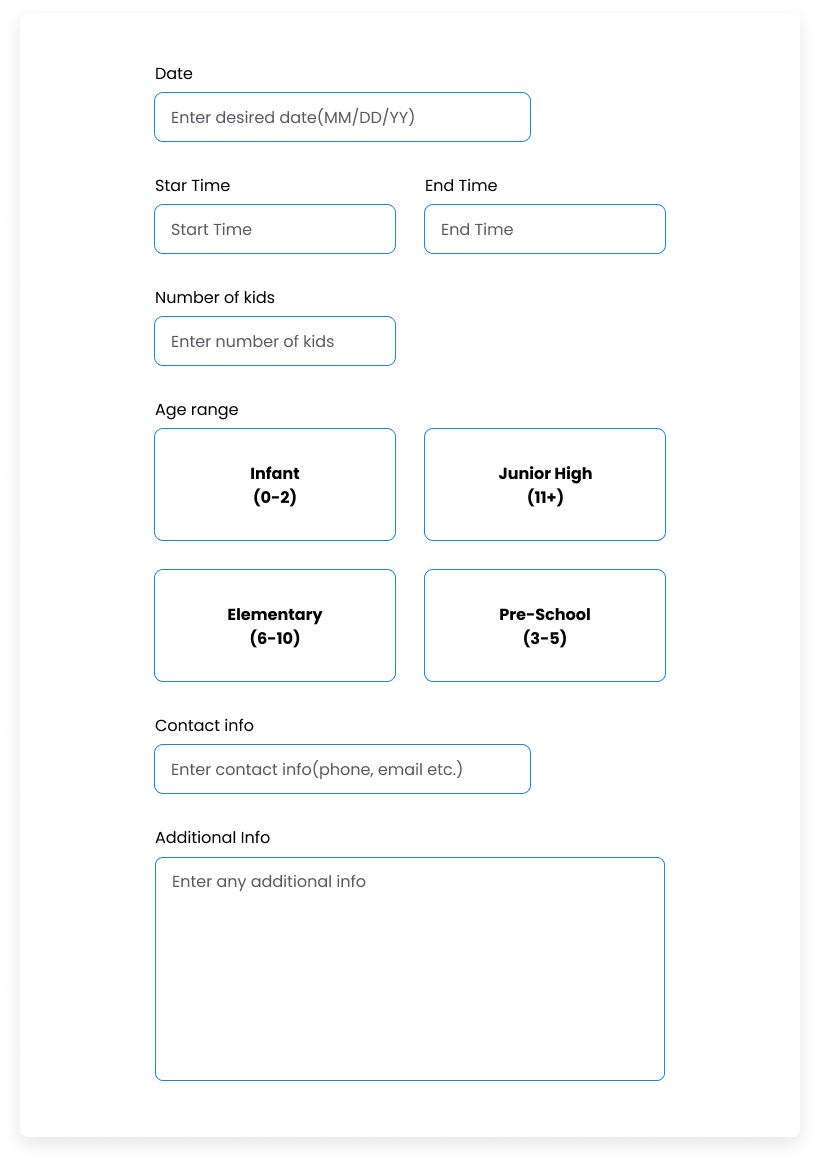 Date
Enter desired date(MM/DD/YY)
Star Time
End Time
Start Time
End Time
Number of kids
Enter number of kids
Age range
Infant
(0-2)
Junior High
(11+)
Elementary
(6-10)
Pre-School
(3-5)
Contact info
Enter contact info(phone, email etc.)
Additional Info
Enter any additional info